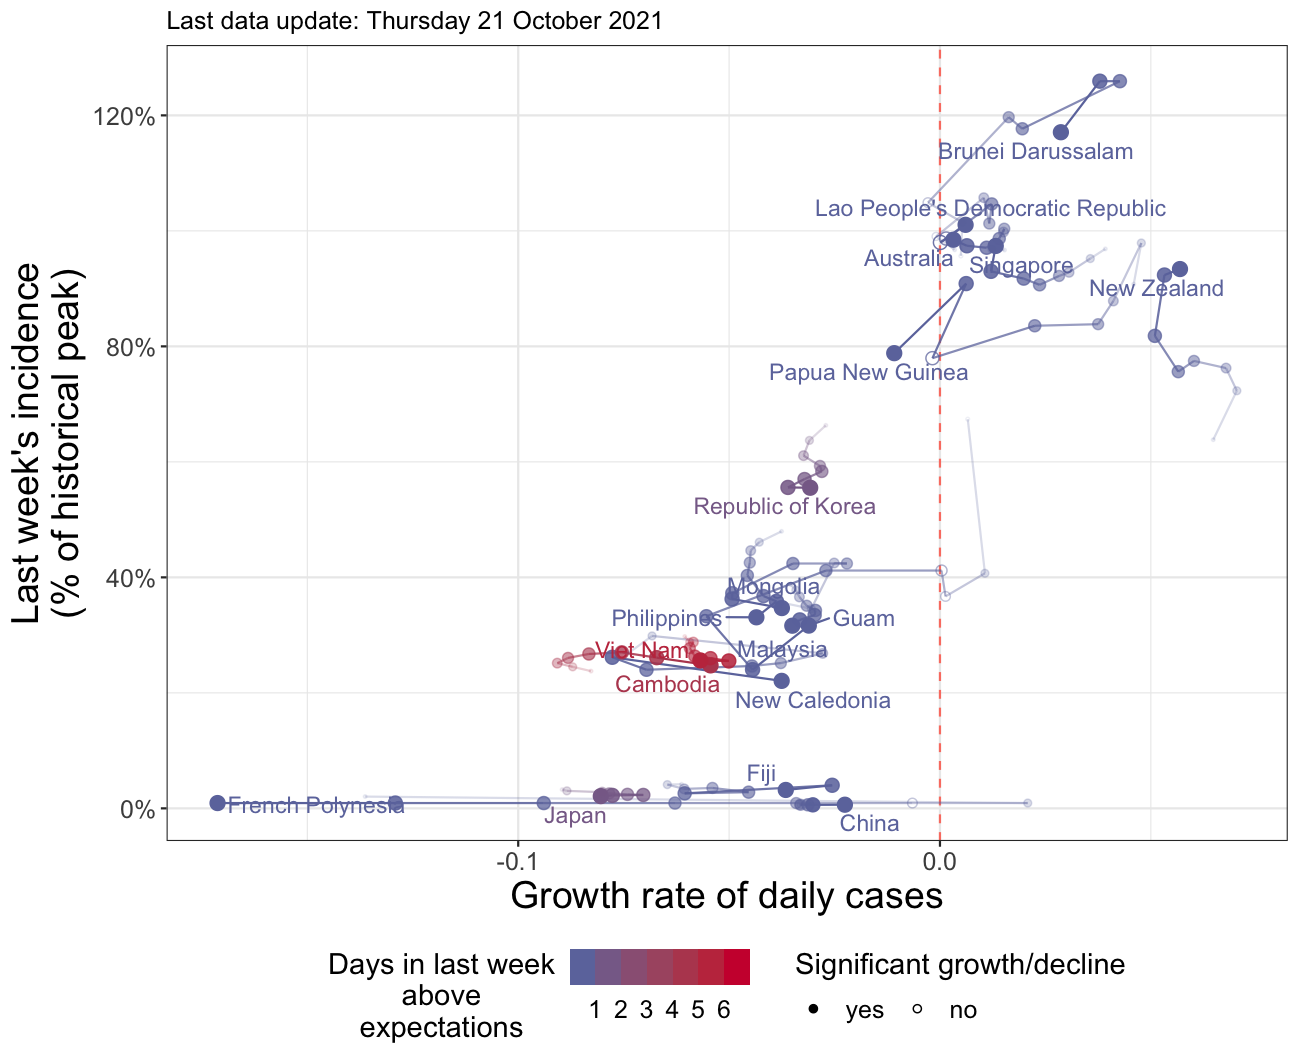 Last data update: Thursday 21 October 2021
Last week's incidence
(% of historical peak)
120%
80%
40%
0%
Brunei Darussalam
Lao People's Democratic Republic
Australia
Singapore
New Zealand
Papua New Guinea
Republic of Korea
Mongolia
Philippines
Guam
Viet Nam
Malaysia
Cambodia
New Caledonia
Fiji
French Polynesia
Japan
China
-0.1
0.0
Growth rate of daily cases
Days in last week
above
expectations
1 2 3 4 5 6
Significant growth/decline
yes no